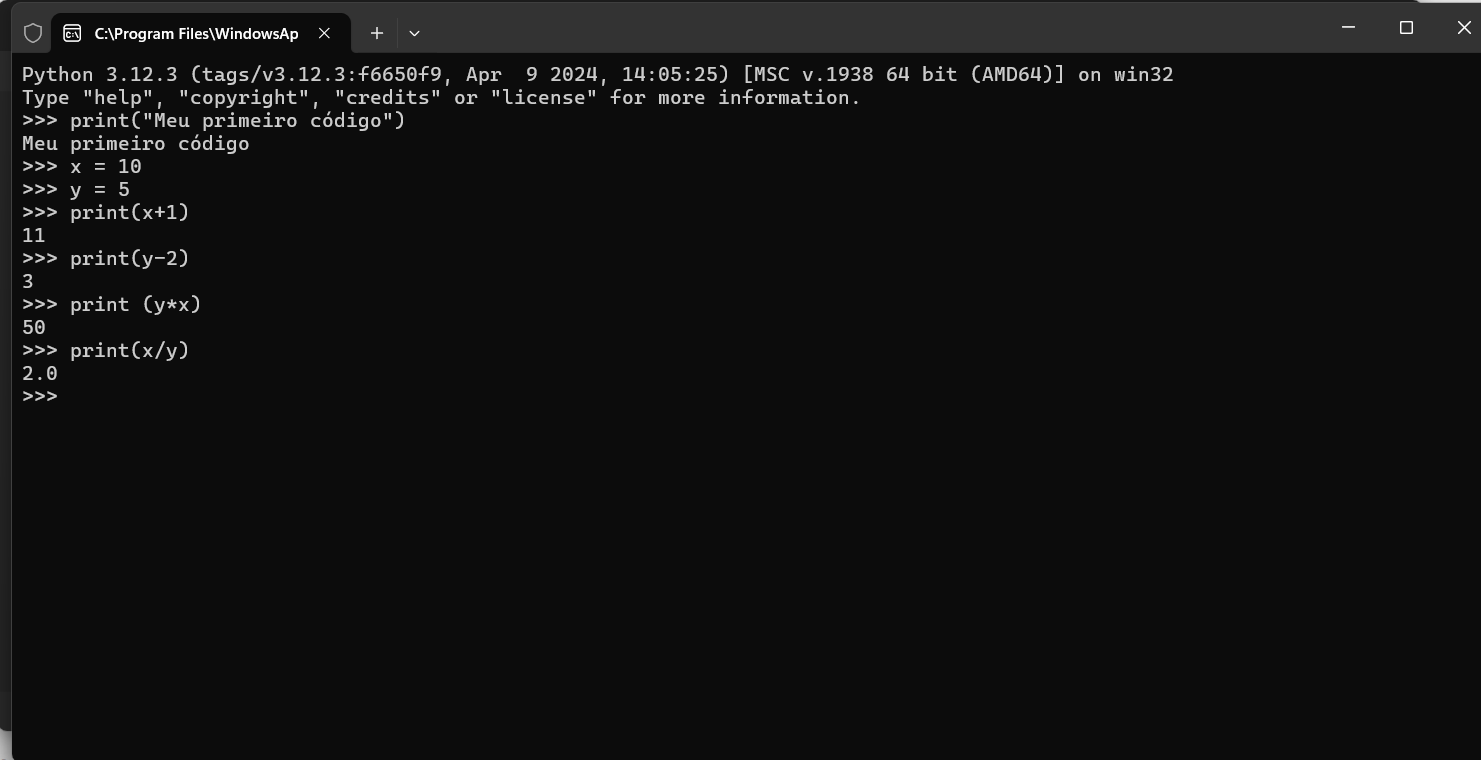 C:\Program Files\WindowsAp
Python 3.12.3 (tags/v3.12.3:f6650f9, Apr  9 2024, 14:05:25) [MSC v.1938 64 bit (AMD64)] on win32
Type "help", "copyright", "credits" or "license" for more information.
>>> print("Meu primeiro código")
Meu primeiro código
>>> x = 10
>>> y = 5
>>> print(x+1)
11
>>> print(y-2)
3
>>> print (y*x)
50
>>> print(x/y)
2.0
>>>